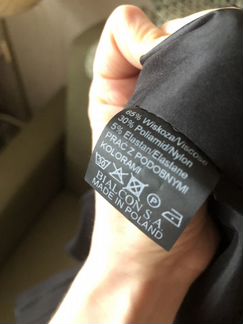 65% Wiskoza/Viscose
30% Poliamid/Nylon
5% Elastan/Elastane
PRAĆ Z PODOBNYMI
KOLORAMI
BIALCON S.A.
MADE IN POLAND